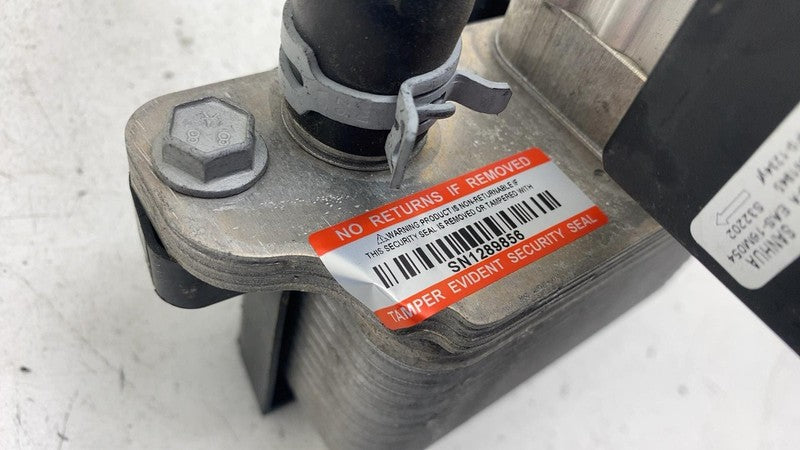 NO RETURNS IF REMOVED
⚠WARNING PRODUCT IS NON-RETURNABLE IF
THIS SECURITY SEAL IS REMOVED OR TAMPERED WITH
SN1289856
TAMPER EVIDENT SECURITY SEAL
SANHUA
532202